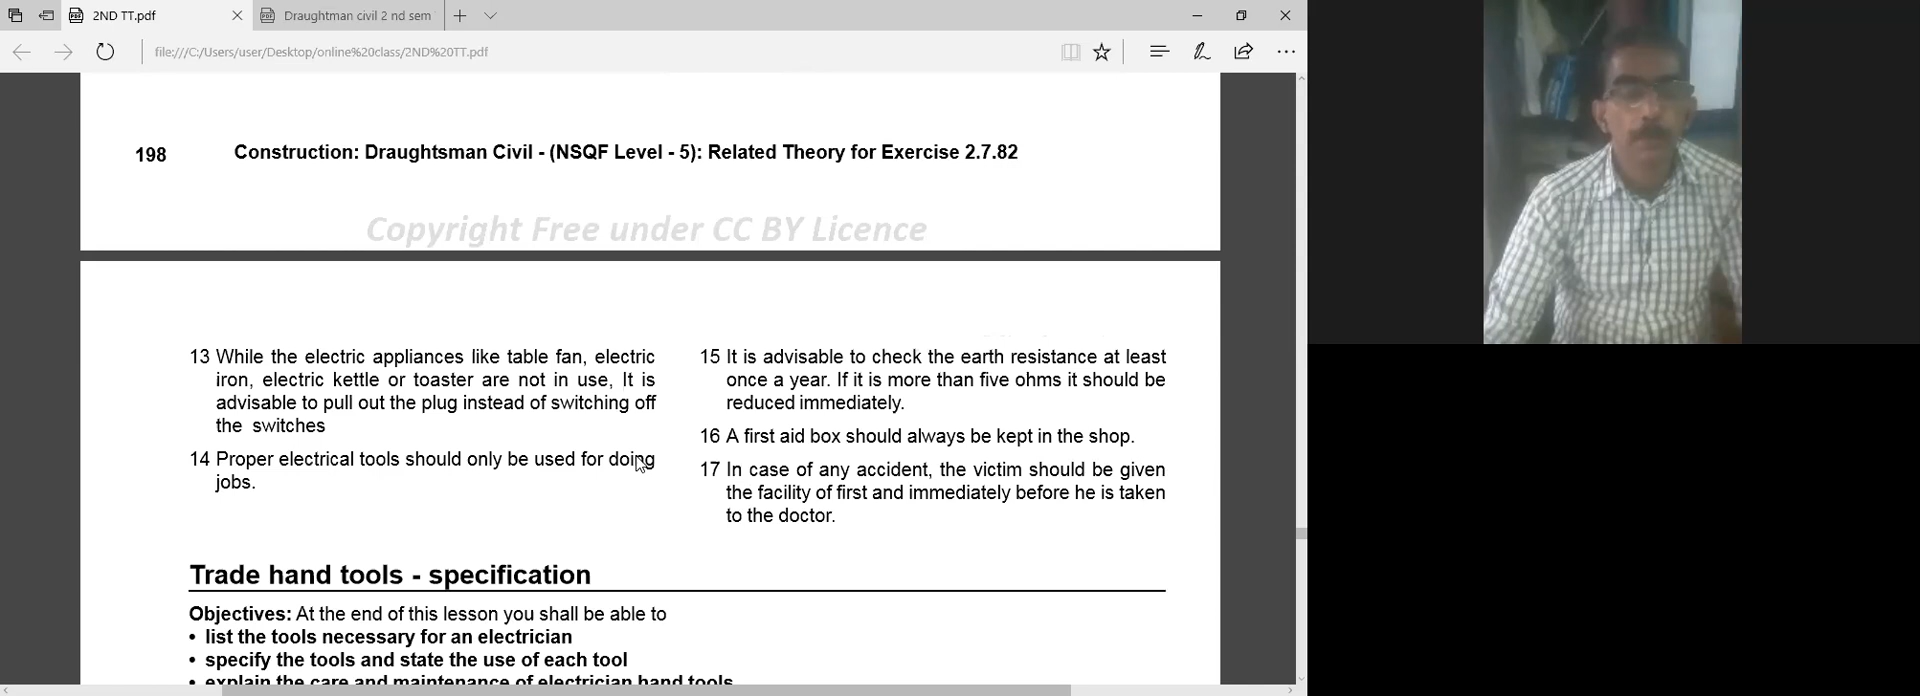 2ND TT.pdf
Draughtman civil 2 nd sem
file:///C:/Users/user/Desktop/online%20class/2ND%20TT.pdf
198
Construction: Draughtsman Civil - (NSQF Level - 5): Related Theory for Exercise 2.7.82
Copyright Free under CC BY Licence
13 While the electric appliances like table fan, electric
iron, electric kettle or toaster are not in use, It is
advisable to pull out the plug instead of switching off
the switches
14 Proper electrical tools should only be used for doing
jobs.
15 It is advisable to check the earth resistance at least
once a year. If it is more than five ohms it should be
reduced immediately.
16 A first aid box should always be kept in the shop.
17 In case of any accident, the victim should be given
the facility of first and immediately before he is taken
to the doctor.
Trade hand tools - specification
Objectives: At the end of this lesson you shall be able to
• list the tools necessary for an electrician
• specify the tools and state the use of each tool
• explain the care and maintenance of electrician hand tools